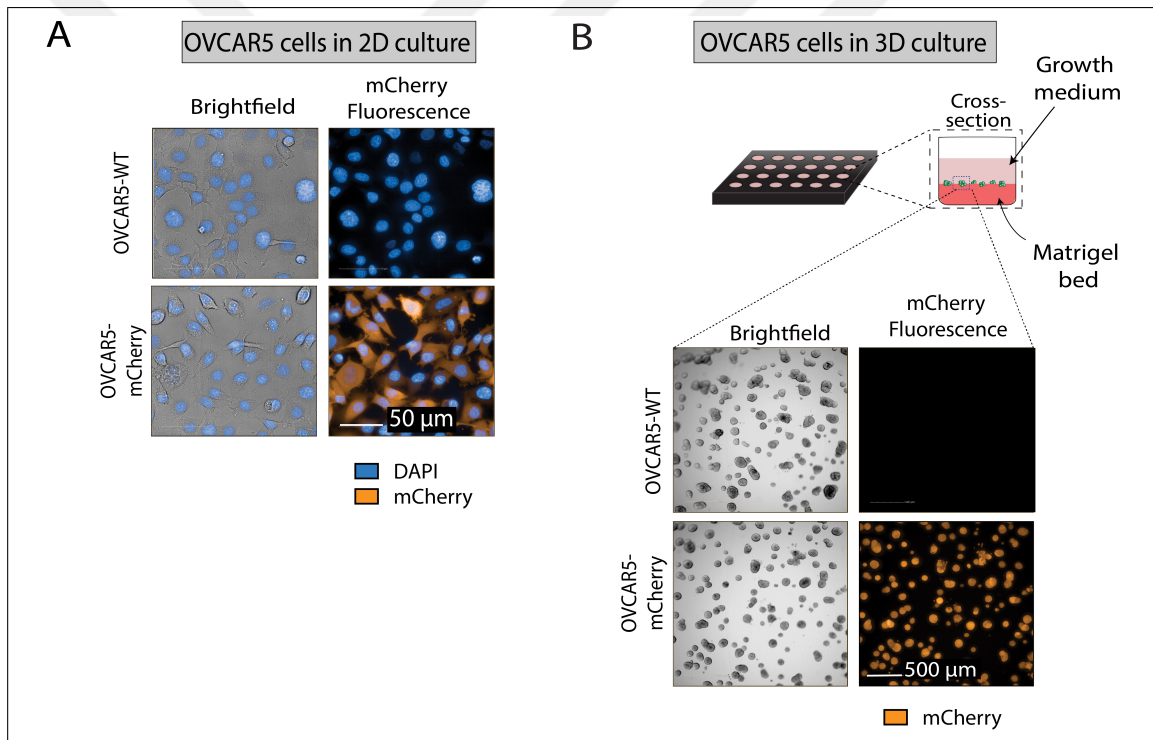 A
OVCAR5 cells in 2D culture
Brightfield
mCherry
Fluorescence
OVCAR5-WT
OVCAR5-
mCherry
50 µm
DAPI
mCherry
B
OVCAR5 cells in 3D culture
Cross-
section
Growth
medium
Matrigel
bed
Brightfield
mCherry
Fluorescence
OVCAR5-WT
OVCAR5-
mCherry
500 µm
mCherry